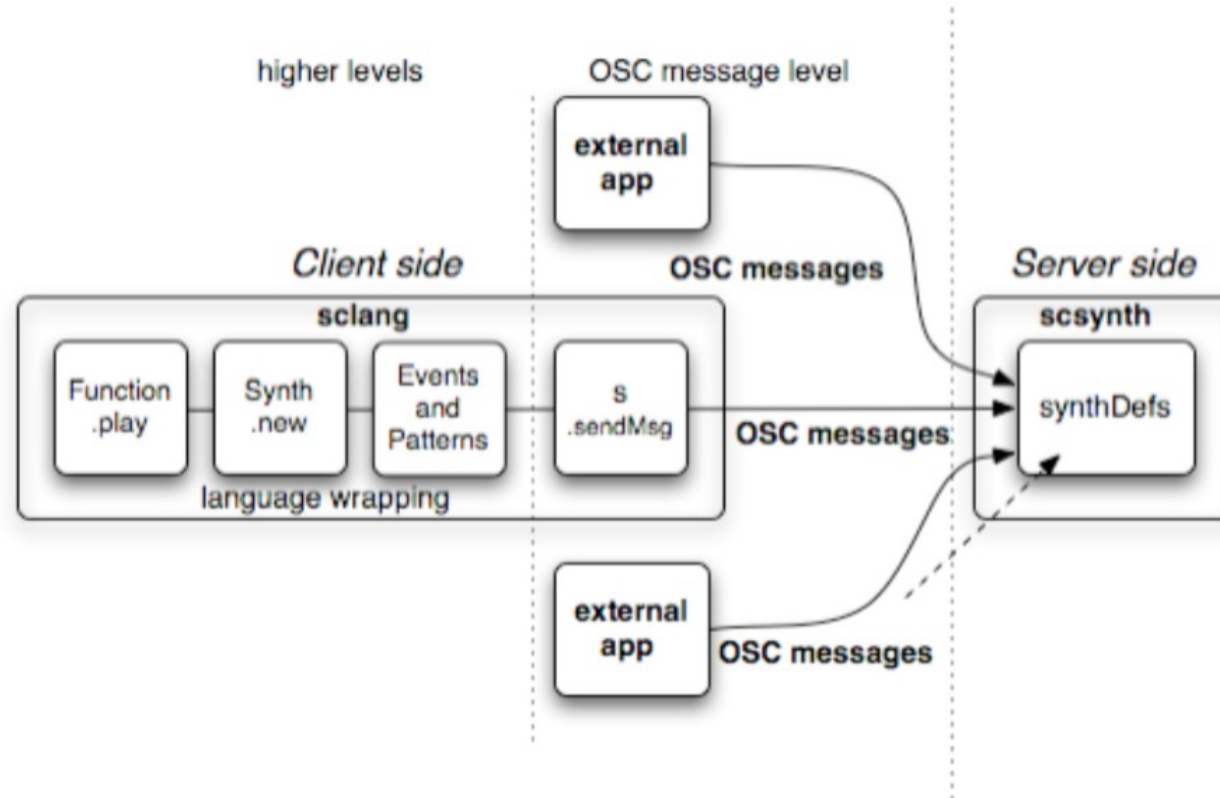 higher levels
OSC message level
external
app
Client side
OSC messages
Server side
sclang
scsynth
Function
.play
Synth
.new
Events
and
Patterns
s
.sendMsg
OSC messages
synthDefs
language wrapping
external
app
OSC messages